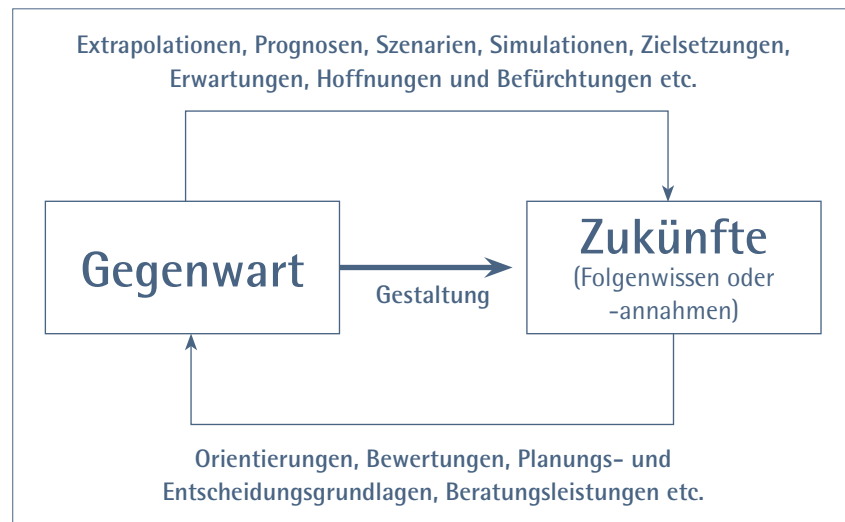 Extrapolationen, Prognosen, Szenarien, Simulationen, Zielsetzungen,
Erwartungen, Hoffnungen und Befürchtungen etc.
Gegenwart
Gestaltung
Zukünfte
(Folgenwissen oder
-annahmen)
Orientierungen, Bewertungen, Planungs- und
Entscheidungsgrundlagen, Beratungsleistungen etc.